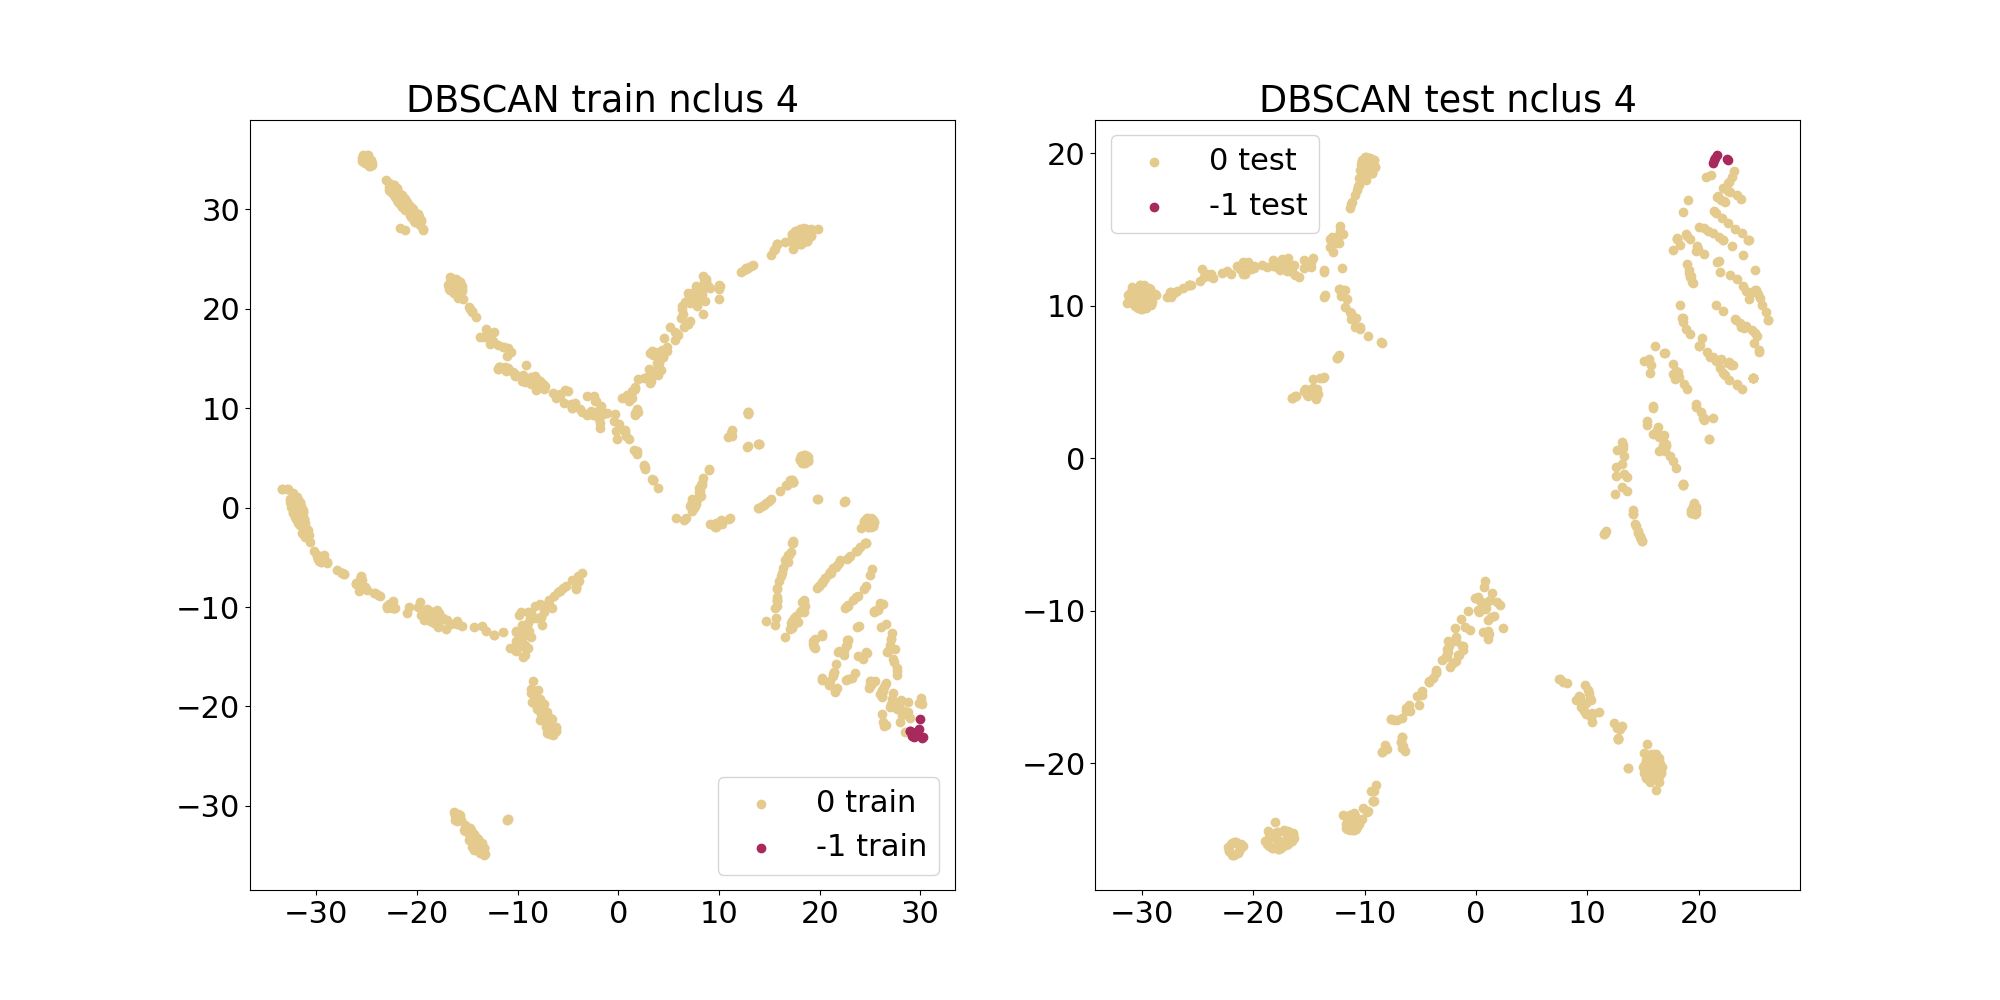 DBSCAN train nclus 4
30
20
10
0
−10
−20
−30
−30 −20 −10 0 10 20 30
0 train
-1 train
DBSCAN test nclus 4
0 test
-1 test
20
10
0
−10
−20
−30 −20 −10 0 10 20